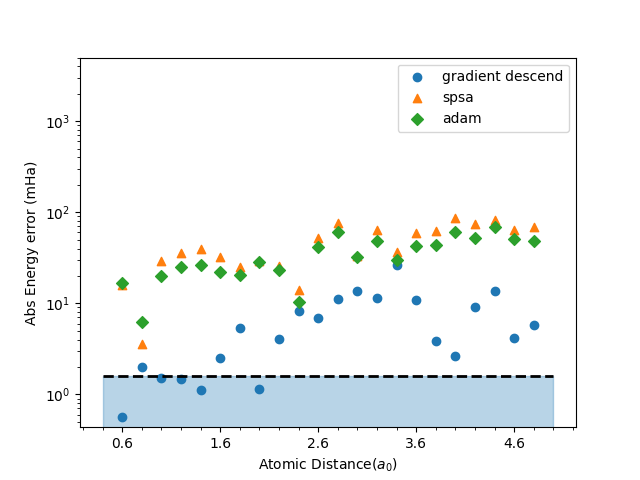 gradient descend
spsa
adam
Abs Energy error (mHa)
10³
10²
10¹
10⁰
0.6 1.6 2.6 3.6 4.6
Atomic Distance(a₀)